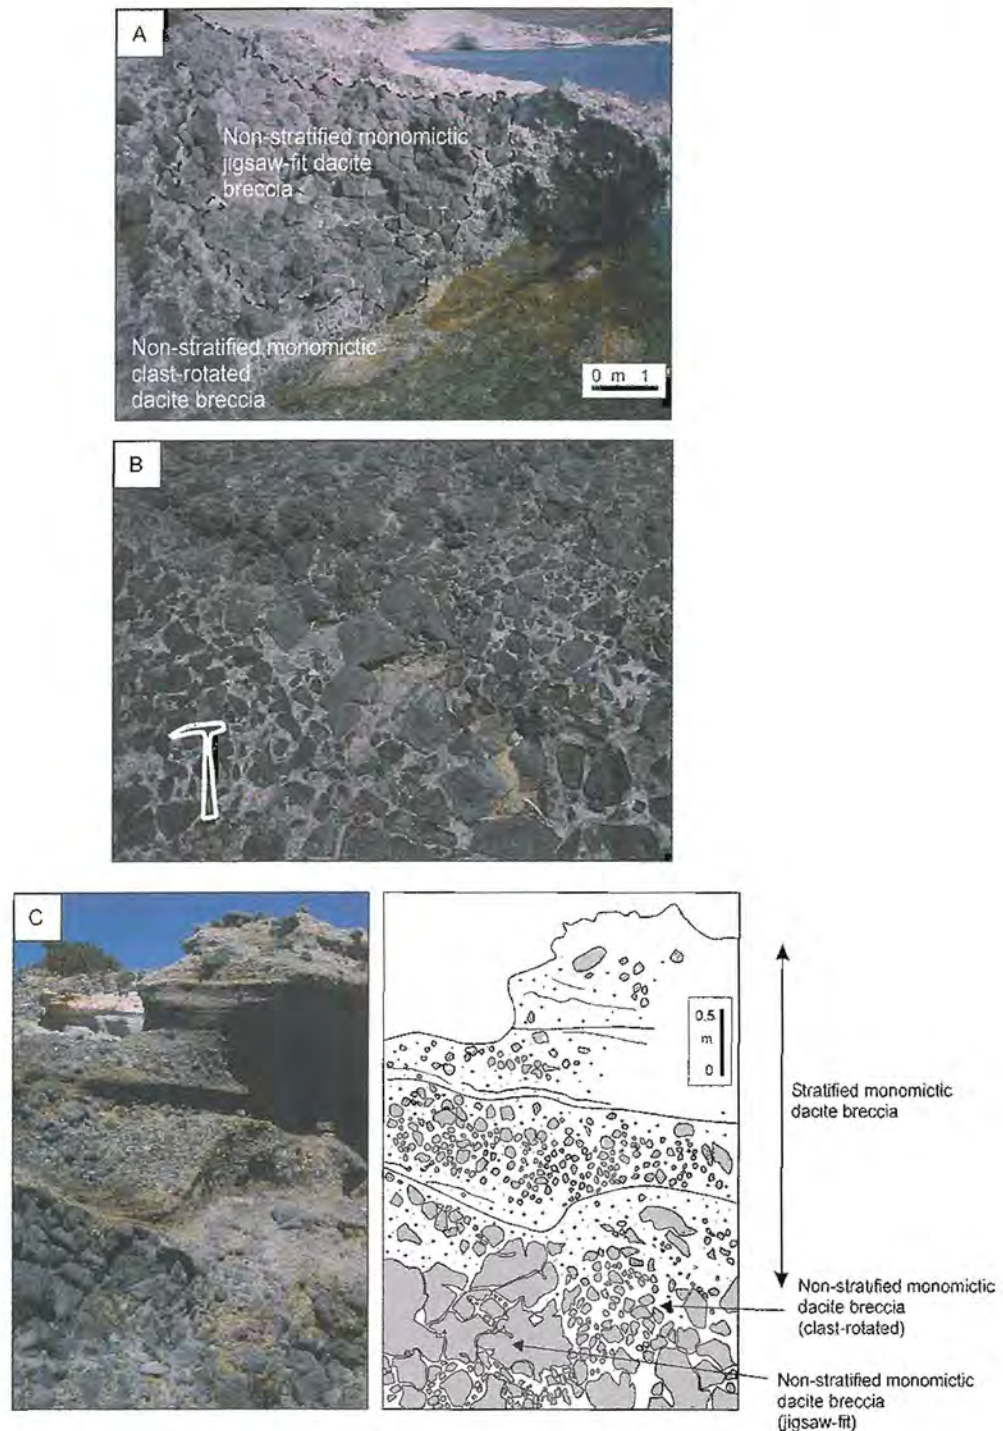 A
Non-stratified monomictic
jigsaw-fit dacite
breccia
Non-stratified monomictic
clast-rotated
dacite breccia
0 m 1
B
C
0.5
m
0
Stratified monomictic
dacite breccia
Non-stratified monomictic
dacite breccia
(clast-rotated)
Non-stratified monomictic
dacite breccia
(jigsaw-fit)